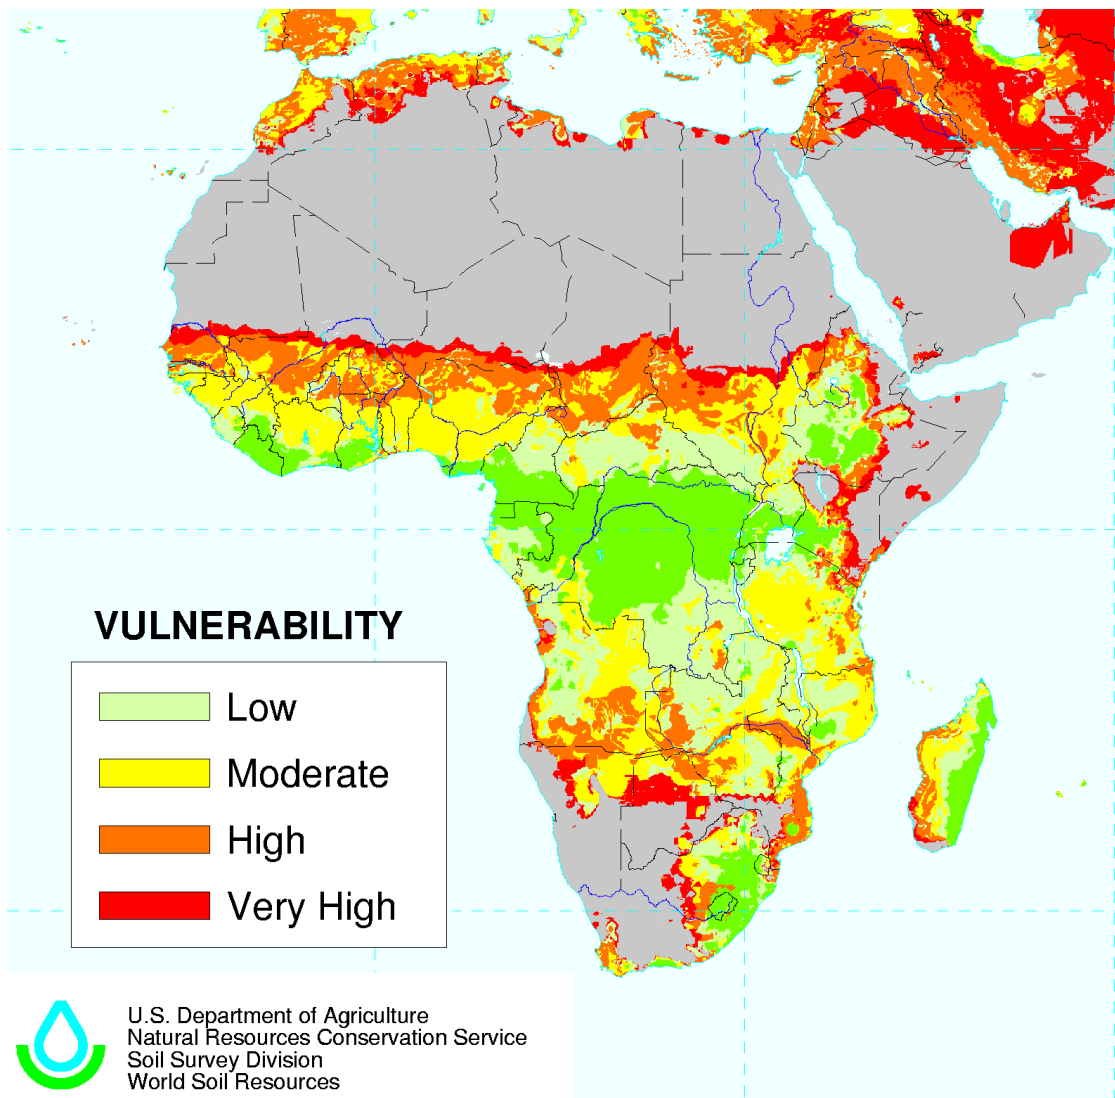 VULNERABILITY
Low
Moderate
High
Very High
U.S. Department of Agriculture
Natural Resources Conservation Service
Soil Survey Division
World Soil Resources